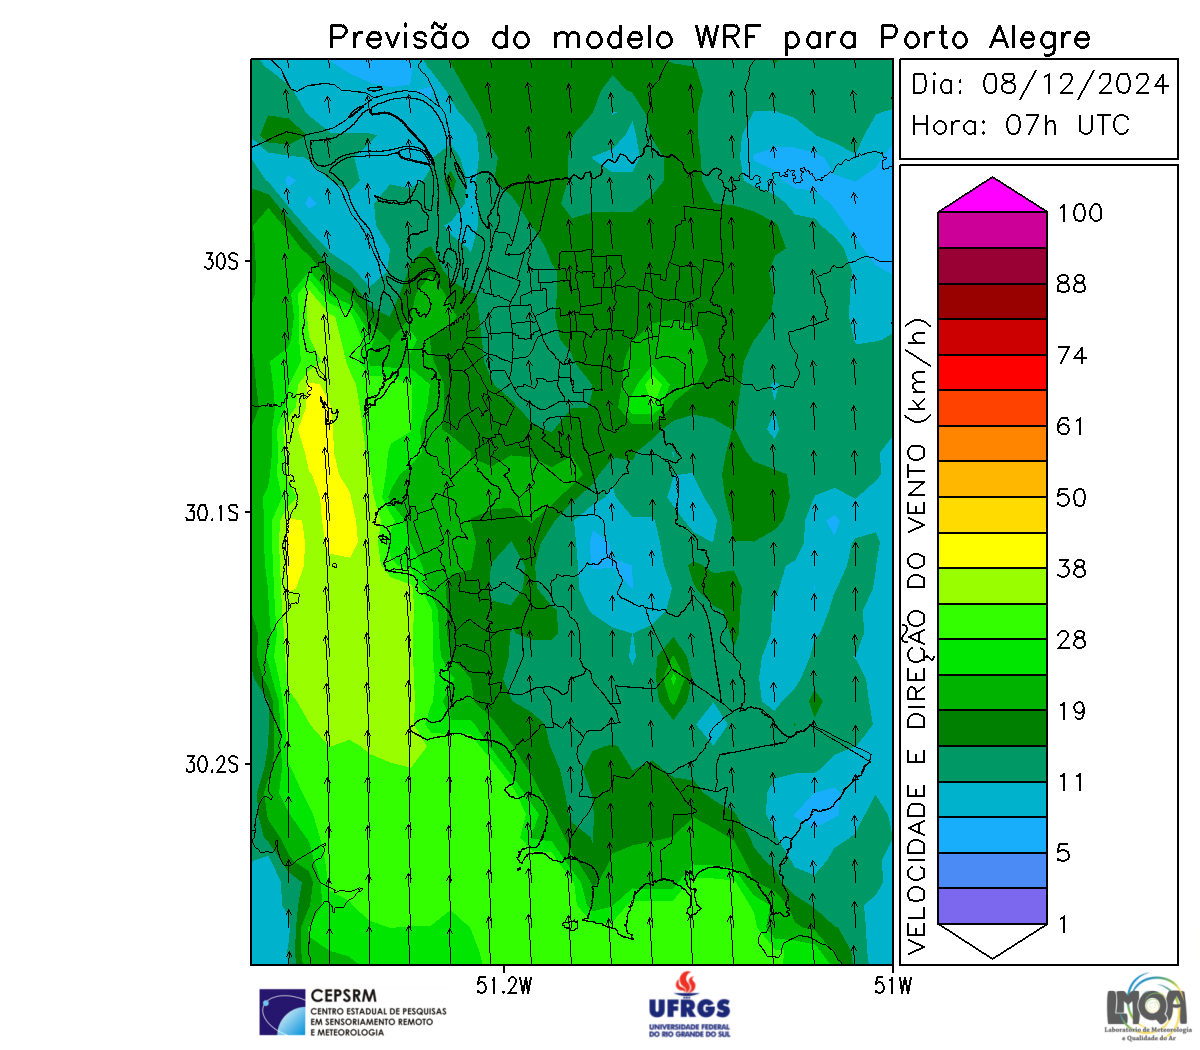 Previsão do modelo WRF para Porto Alegre
Dia: 08/12/2024
Hora: 07h UTC
30S
30.1S
30.2S
51.2W
51W
VELOCIDADE E DIREÇÃO DO VENTO (km/h)
100
88
74
61
50
38
28
19
11
5
1
CEPSRM
CENTRO ESTADUAL DE PESQUISAS
EM SENSORIAMENTO REMOTO
E METEOROLOGIA
UFRGS
UNIVERSIDADE FEDERAL
DO RIO GRANDE DO SUL
LMQA
Laboratório de Meteorologia
e Qualidade do Ar